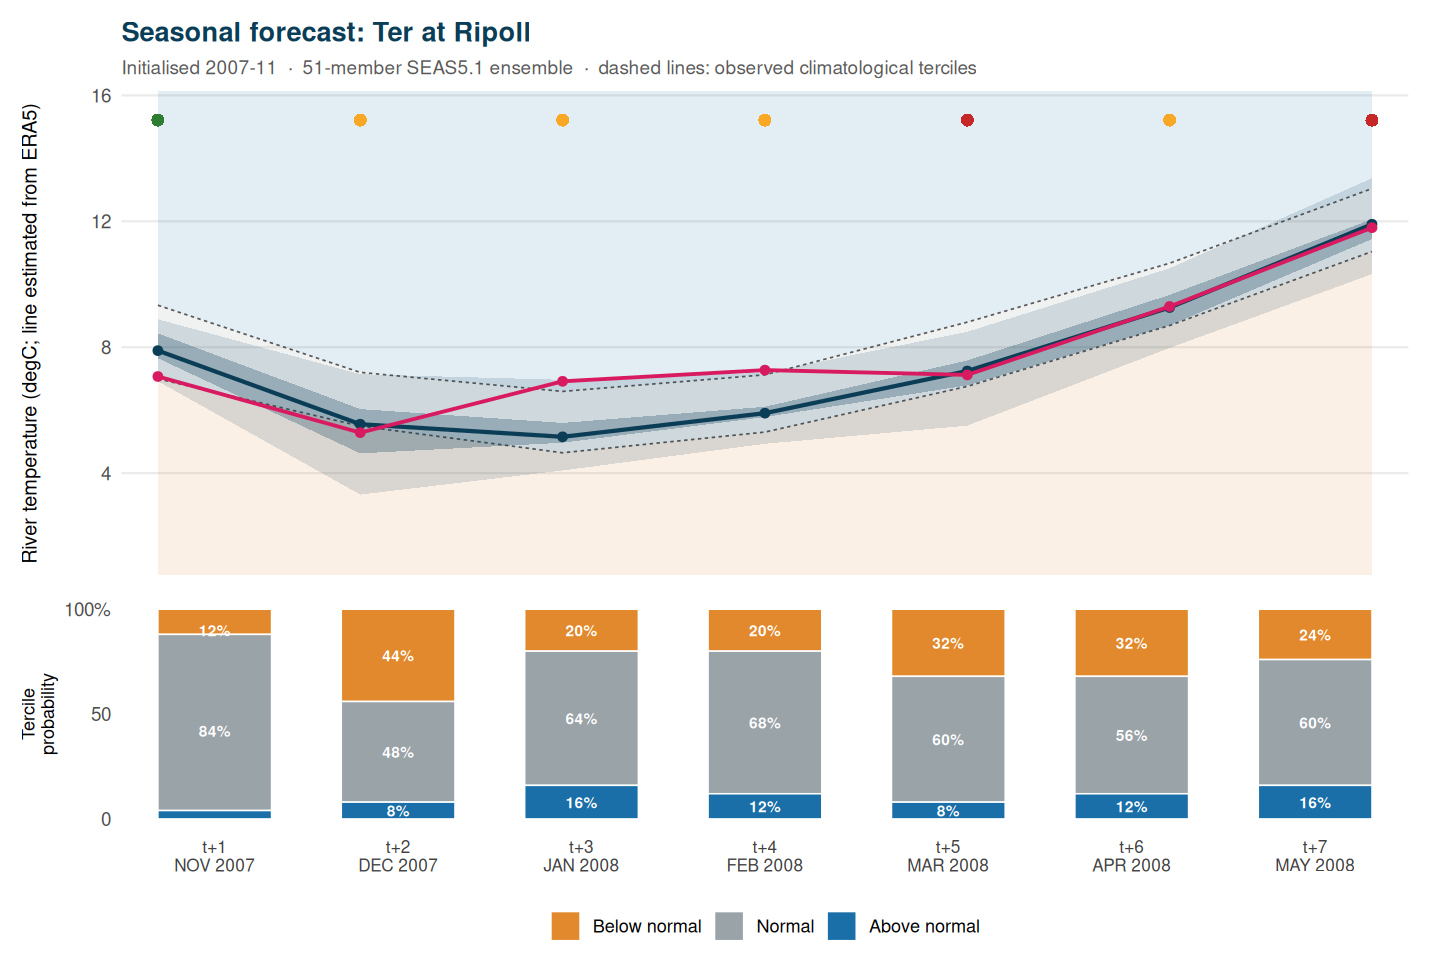 Seasonal forecast: Ter at Ripoll
Initialised 2007-11 · 51-member SEAS5.1 ensemble · dashed lines: observed climatological terciles
River temperature (degC; line estimated from ERA5)
16
12
8
4
Tercile
probability
100%
50
0
12%
84%
44%
48%
8%
20%
64%
16%
20%
68%
12%
32%
60%
8%
32%
56%
12%
24%
60%
16%
t+1
NOV 2007
t+2
DEC 2007
t+3
JAN 2008
t+4
FEB 2008
t+5
MAR 2008
t+6
APR 2008
t+7
MAY 2008
Below normal
Normal
Above normal